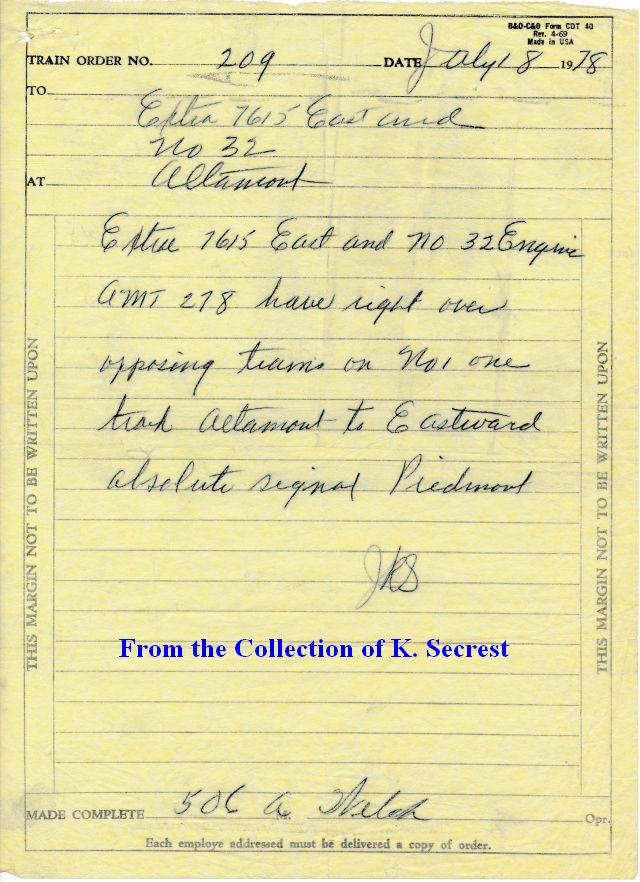 B&O-C&O Form CDT 40
Rev. 4-69
Made in USA
TRAIN ORDER NO. 209 DATE July 18 1978
TO
Extra 7615 East and
No 32
AT Altamont
Extra 7615 East and No 32 Engine
AMT 278 have right over
opposing trains on No 1 one
track Altamont to Eastward
absolute signal Piedmont
THIS MARGIN NOT TO BE WRITTEN UPON
THIS MARGIN NOT TO BE WRITTEN UPON
From the Collection of K. Secrest
MADE COMPLETE 506 A Welch Opr.
Each employe addressed must be delivered a copy of order.